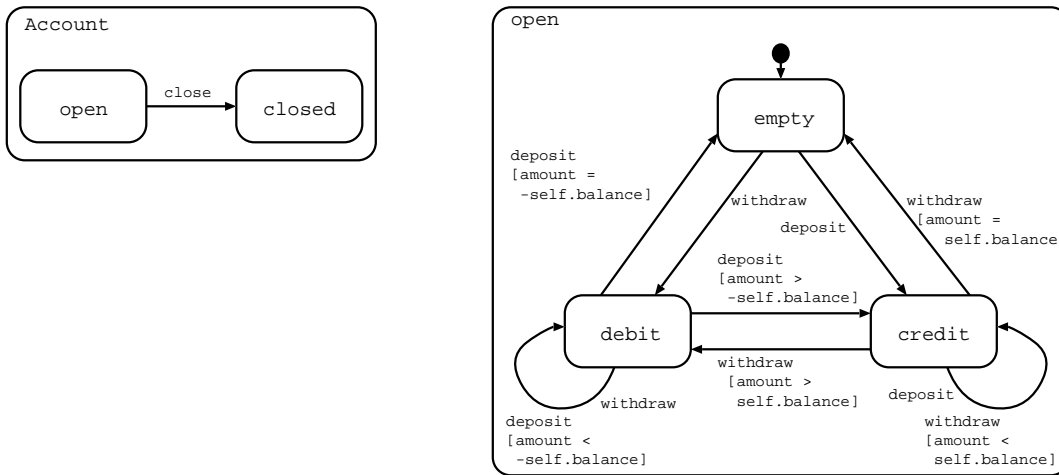 Account
open
close
closed
open
empty
deposit
[amount =
-self.balance]
withdraw
deposit
withdraw
[amount =
self.balance
deposit
[amount >
-self.balance]
debit
credit
withdraw
[amount >
self.balance]
withdraw
deposit
[amount <
-self.balance]
deposit
withdraw
[amount <
self.balance]